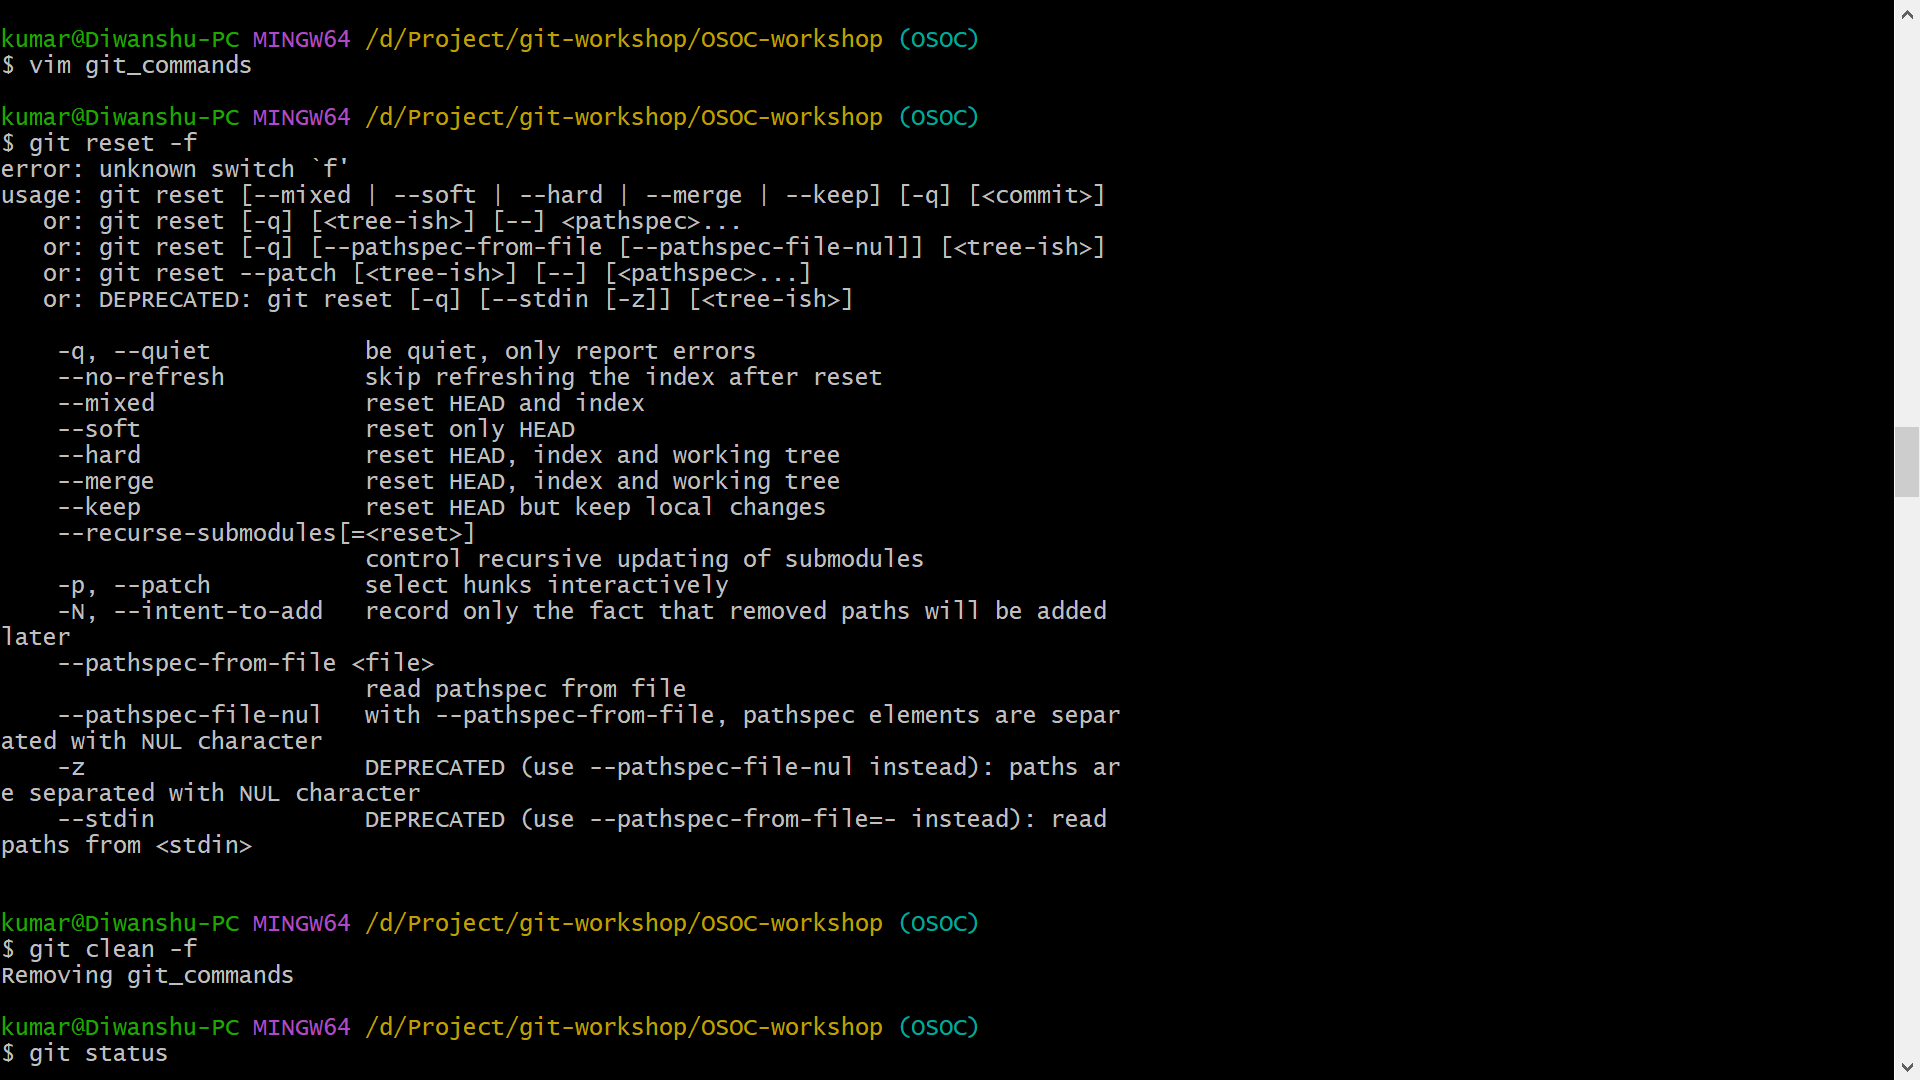 kumar@Diwanshu-PC MINGW64 /d/Project/git-workshop/OSOC-workshop (OSOC)
$ vim git_commands

kumar@Diwanshu-PC MINGW64 /d/Project/git-workshop/OSOC-workshop (OSOC)
$ git reset -f
error: unknown switch `f'
usage: git reset [--mixed | --soft | --hard | --merge | --keep] [-q] [<commit>]
   or: git reset [-q] [<tree-ish>] [--] <pathspec>...
   or: git reset [-q] [--pathspec-from-file [--pathspec-file-nul]] [<tree-ish>]
   or: git reset --patch [<tree-ish>] [--] [<pathspec>...]
   or: DEPRECATED: git reset [-q] [--stdin [-z]] [<tree-ish>]

    -q, --quiet           be quiet, only report errors
    --no-refresh          skip refreshing the index after reset
    --mixed               reset HEAD and index
    --soft                reset only HEAD
    --hard                reset HEAD, index and working tree
    --merge               reset HEAD, index and working tree
    --keep                reset HEAD but keep local changes
    --recurse-submodules[=<reset>]
                          control recursive updating of submodules
    -p, --patch           select hunks interactively
    -N, --intent-to-add   record only the fact that removed paths will be added
later
    --pathspec-from-file <file>
                          read pathspec from file
    --pathspec-file-nul   with --pathspec-from-file, pathspec elements are separ
ated with NUL character
    -z                    DEPRECATED (use --pathspec-file-nul instead): paths ar
e separated with NUL character
    --stdin               DEPRECATED (use --pathspec-from-file=- instead): read
paths from <stdin>

kumar@Diwanshu-PC MINGW64 /d/Project/git-workshop/OSOC-workshop (OSOC)
$ git clean -f
Removing git_commands

kumar@Diwanshu-PC MINGW64 /d/Project/git-workshop/OSOC-workshop (OSOC)
$ git status